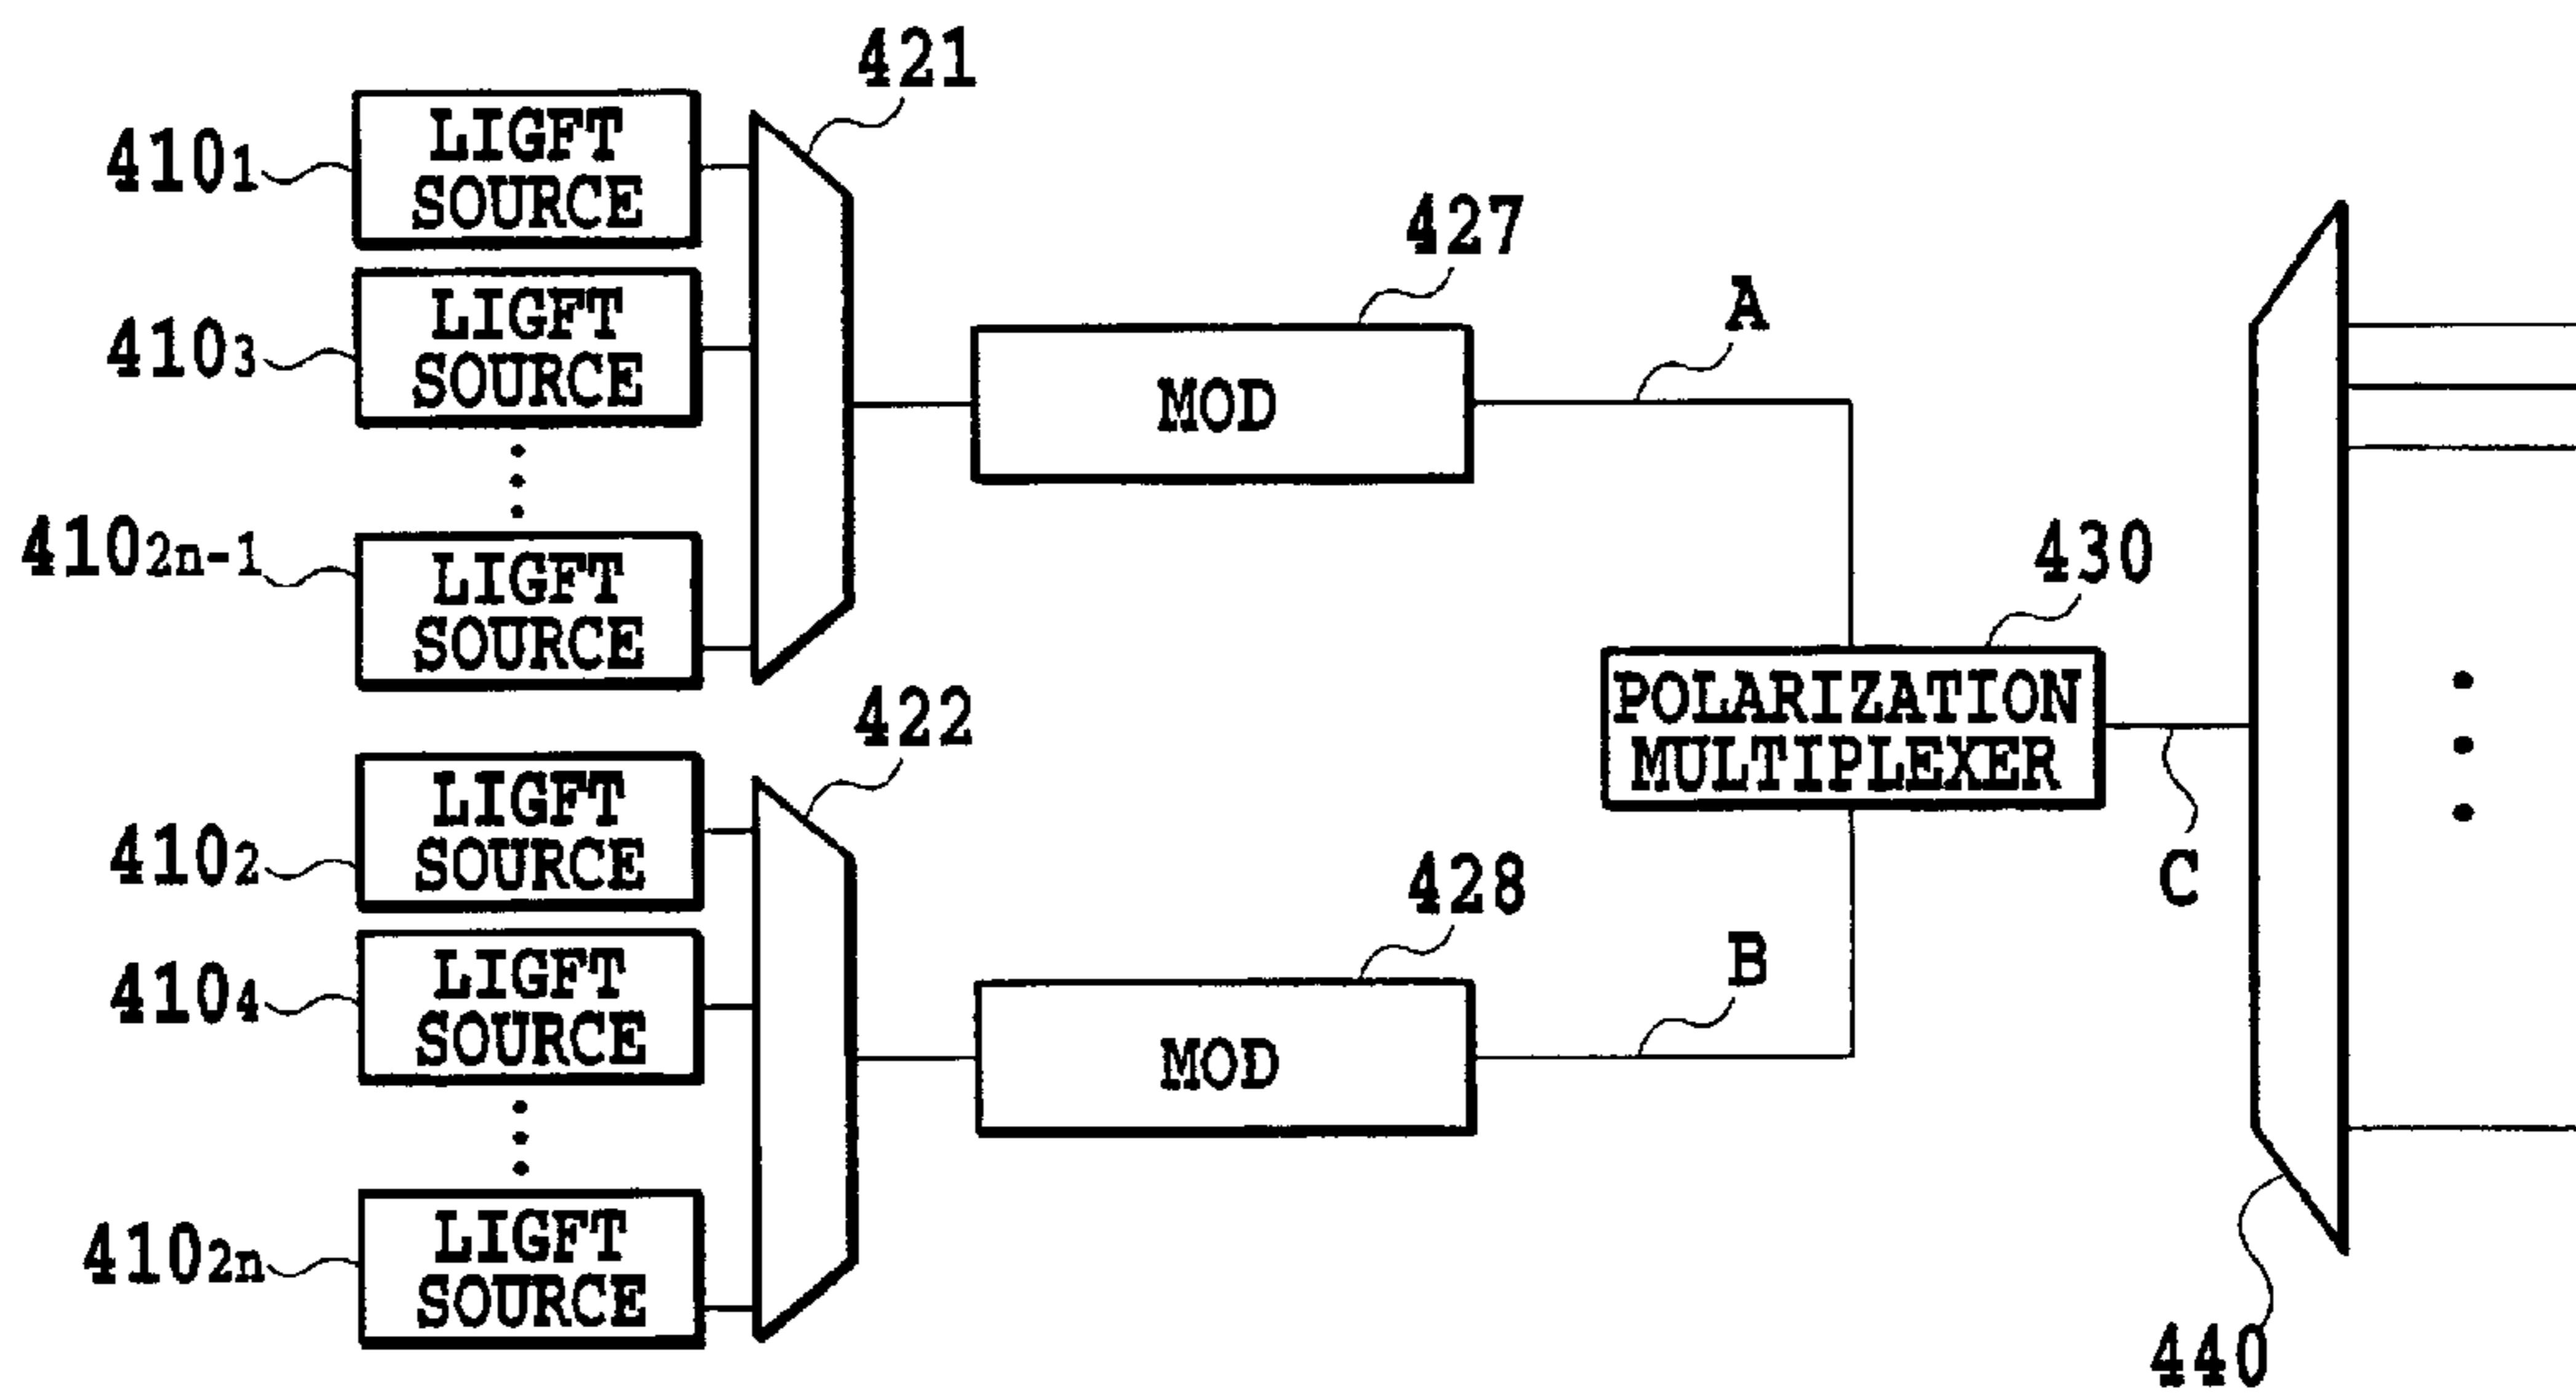 421
410₁
LIGFT
SOURCE
410₃
LIGFT
SOURCE
410₂ₙ₋₁
LIGFT
SOURCE
427
MOD
A
430
POLARIZATION
MULTIPLEXER
C
422
410₂
LIGFT
SOURCE
410₄
LIGFT
SOURCE
410₂ₙ
LIGFT
SOURCE
428
MOD
B
440